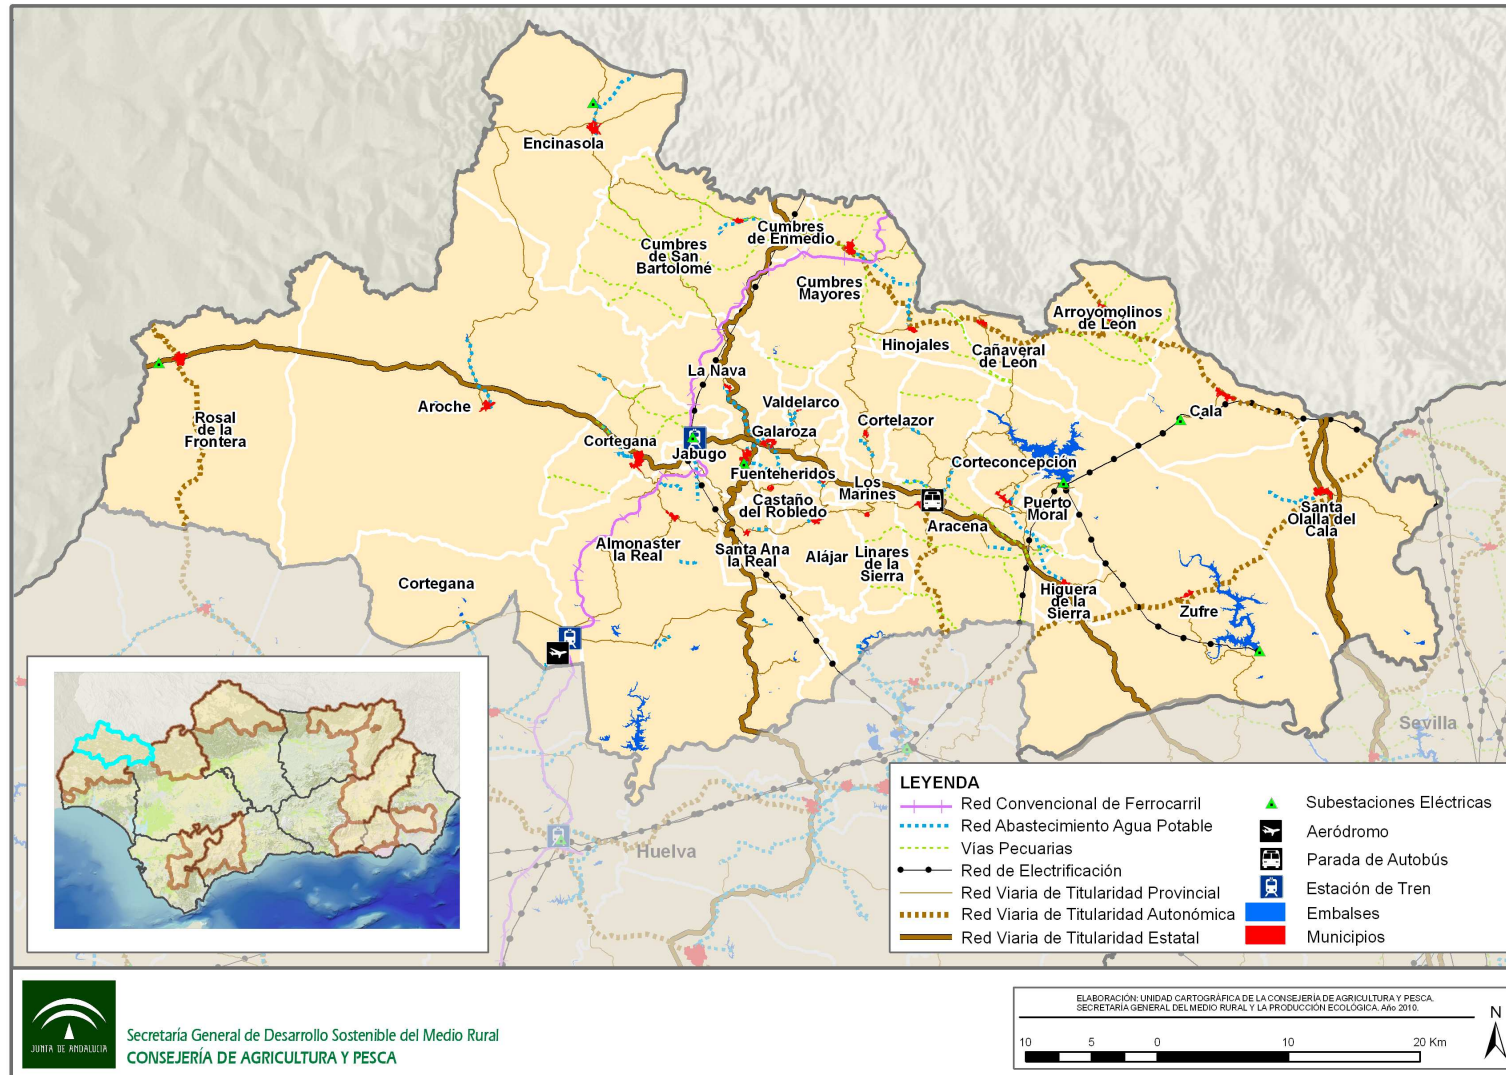 Encinasola
Cumbres
de Enmedio
Cumbres
de San
Bartolomé
Cumbres
Mayores
Arroyomolinos
de León
Hinojales
Cañaveral
de León
La Nava
Rosal
de la
Frontera
Aroche
Valdelarco
Cortelazor
Cala
Cortegana
Galaroza
Jabugo
Fuenteheridos
Corteconcepción
Los
Marines
Castaño
del Robledo
Puerto
Moral
Santa
Olalla del
Cala
Aracena
Almonaster
la Real
Santa Ana
la Real
Alájar
Linares
de la
Sierra
Cortegana
Higuera
de la
Sierra
Zufre
Sevilla
Huelva
LEYENDA
Red Convencional de Ferrocarril
Red Abastecimiento Agua Potable
Vías Pecuarias
Red de Electrificación
Red Viaria de Titularidad Provincial
Red Viaria de Titularidad Autonómica
Red Viaria de Titularidad Estatal
Subestaciones Eléctricas
Aeródromo
Parada de Autobús
Estación de Tren
Embalses
Municipios
JUNTA DE ANDALUCIA
Secretaría General de Desarrollo Sostenible del Medio Rural
CONSEJERÍA DE AGRICULTURA Y PESCA
ELABORACIÓN: UNIDAD CARTOGRÁFICA DE LA CONSEJERÍA DE AGRICULTURA Y PESCA.
SECRETARÍA GENERAL DEL MEDIO RURAL Y LA PRODUCCIÓN ECOLÓGICA. Año 2010.
N
10 5 0 10 20 Km